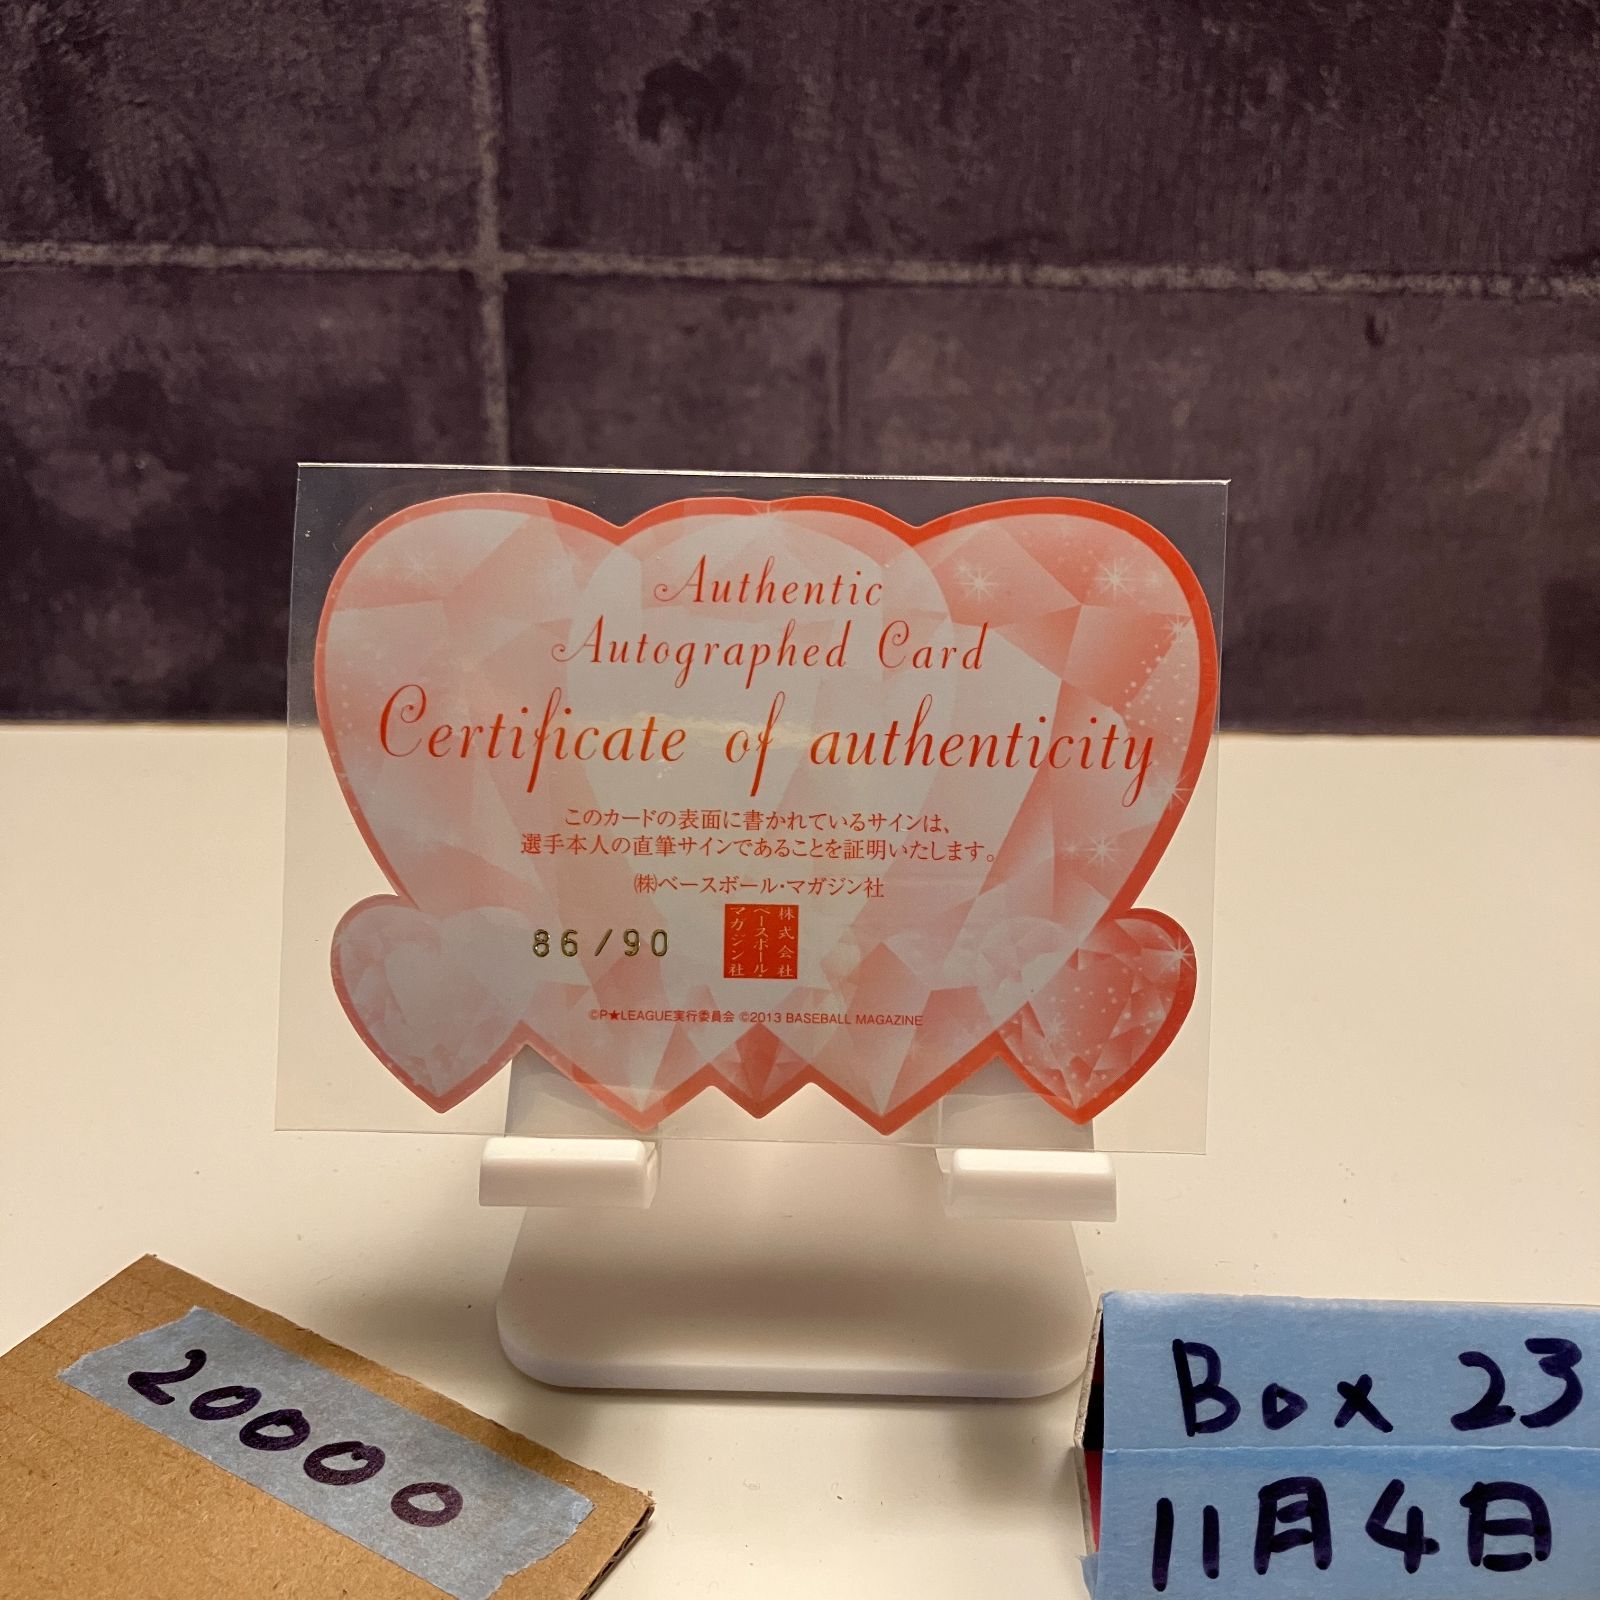 Authentic
Autographed Card
Certificate of authenticity
このカードの表面に書かれているサインは、
選手本人の直筆サインであることを証明いたします。
㈱ベースボール・マガジン社
86/90
株式会社
ベースボール・
マガジン社
©P★LEAGUE実行委員会 ©2013 BASEBALL MAGAZINE
20000
Box 23
11月4日